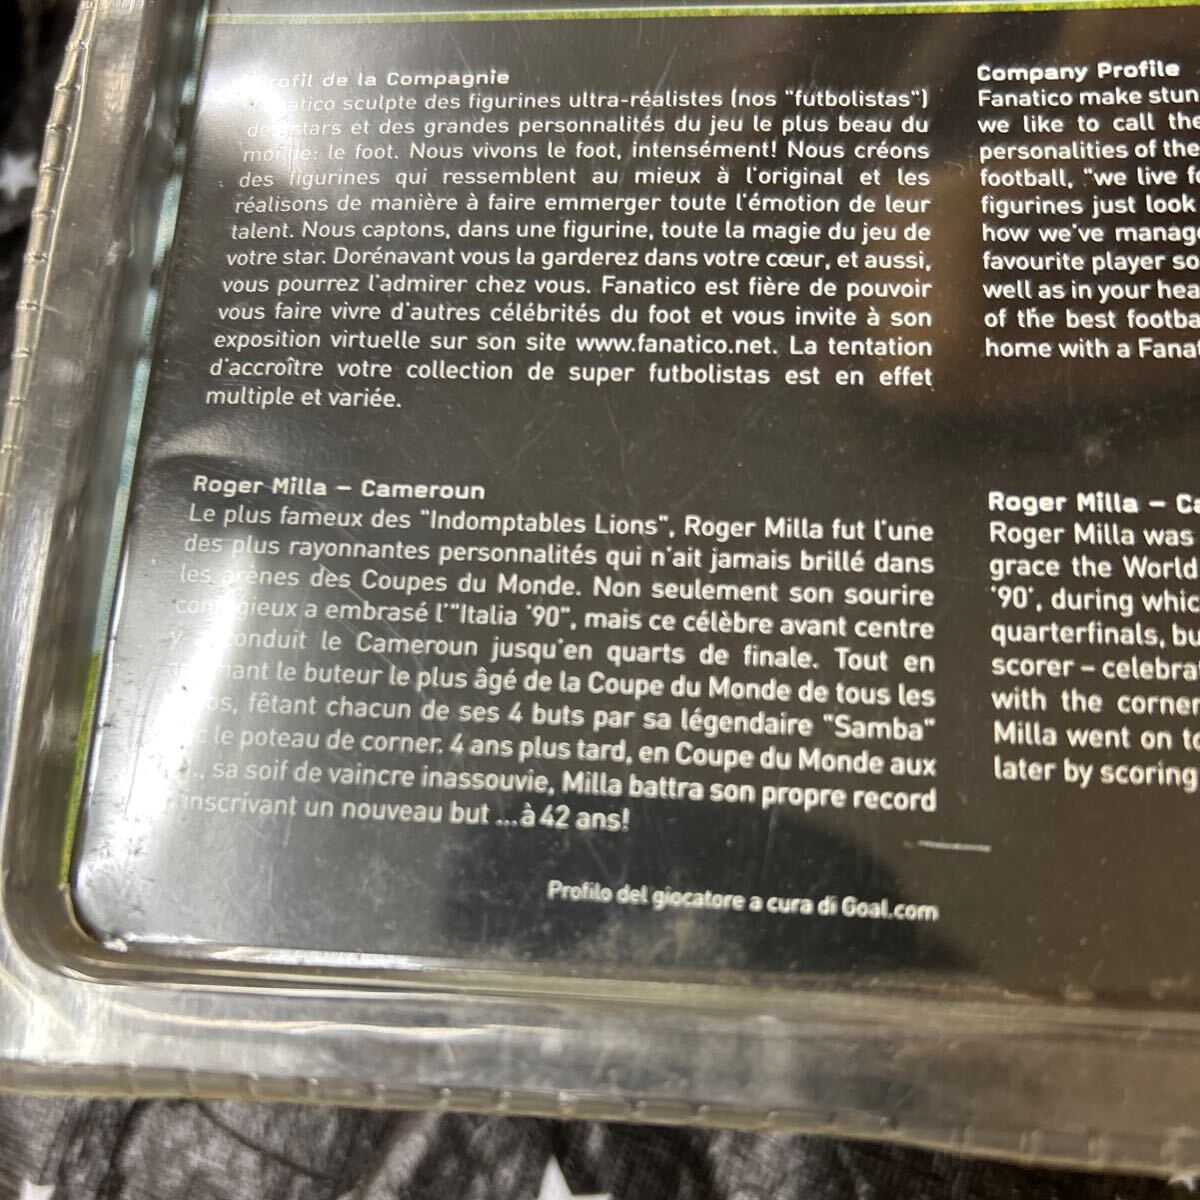 Profil de la Compagnie
Fanatico sculpte des figurines ultra-réalistes (nos "futbolistas")
des stars et des grandes personnalités du jeu le plus beau du
monde: le foot. Nous vivons le foot, intensément! Nous créons
des figurines qui ressemblent au mieux à l'original et les
réalisons de manière à faire emmerger toute l'émotion de leur
talent. Nous captons, dans une figurine, toute la magie du jeu de
votre star. Dorénavant vous la garderez dans votre cœur, et aussi,
vous pourrez l'admirer chez vous. Fanatico est fière de pouvoir
vous faire vivre d'autres célébrités du foot et vous invite à son
exposition virtuelle sur son site www.fanatico.net. La tentation
d'accroître votre collection de super futbolistas est en effet
multiple et variée.
Roger Milla – Cameroun
Le plus fameux des "Indomptables Lions", Roger Milla fut l'une
des plus rayonnantes personnalités qui n'ait jamais brillé dans
les arènes des Coupes du Monde. Non seulement son sourire
contagieux a embrasé l'"Italia '90", mais ce célèbre avant centre
y a conduit le Cameroun jusqu'en quarts de finale. Tout en
le buteur le plus âgé de la Coupe du Monde de tous les
fêtant chacun de ses 4 buts par sa légendaire "Samba"
le poteau de corner. 4 ans plus tard, en Coupe du Monde aux
sa soif de vaincre inassouvie, Milla battra son propre record
inscrivant un nouveau but ...à 42 ans!
Profilo del giocatore a cura di Goal.com
Company Profile
Fanatico make stun
we like to call the
personalities of the
football, "we live fo
figurines just look
how we've manage
favourite player so
well as in your hea
of the best footba
home with a Fanat
Roger Milla – Ca
Roger Milla was
grace the World
'90', during whic
quarterfinals, bu
scorer – celebra
with the corner
Milla went on to
later by scoring